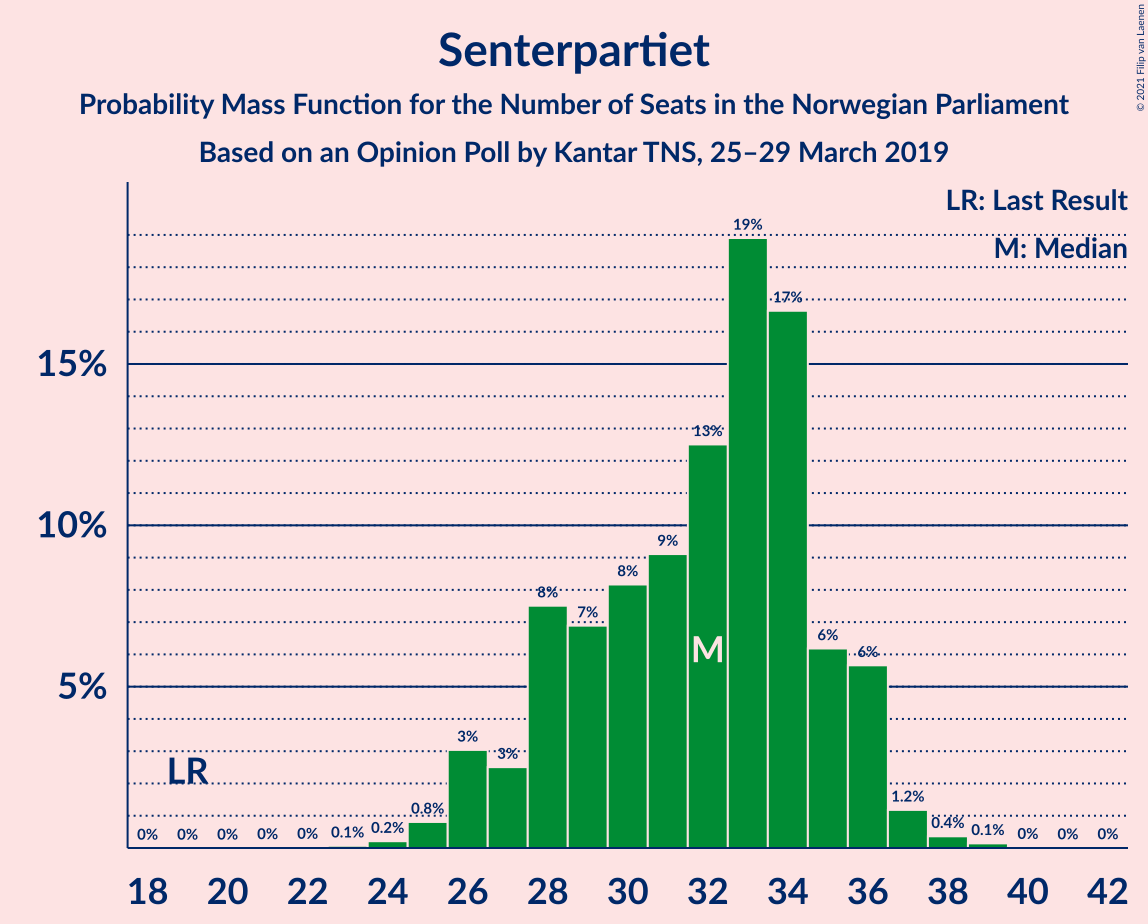 Senterpartiet
Probability Mass Function for the Number of Seats in the Norwegian Parliament
Based on an Opinion Poll by Kantar TNS, 25–29 March 2019
© 2021 Filip van Laenen
LR: Last Result
M: Median
15%
10%
5%
0% 0% 0% 0% 0% 0.1% 0.2% 0.8% 3% 3% 8% 7% 8% 9% 13% 19% 17% 6% 6% 1.2% 0.4% 0.1% 0% 0% 0%
LR
M
18 20 22 24 26 28 30 32 34 36 38 40 42